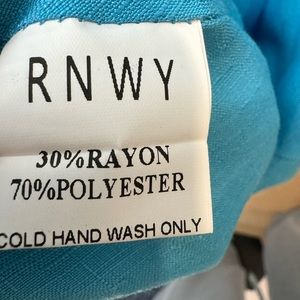 RNWY
30%RAYON
70%POLYESTER
COLD HAND WASH ONLY